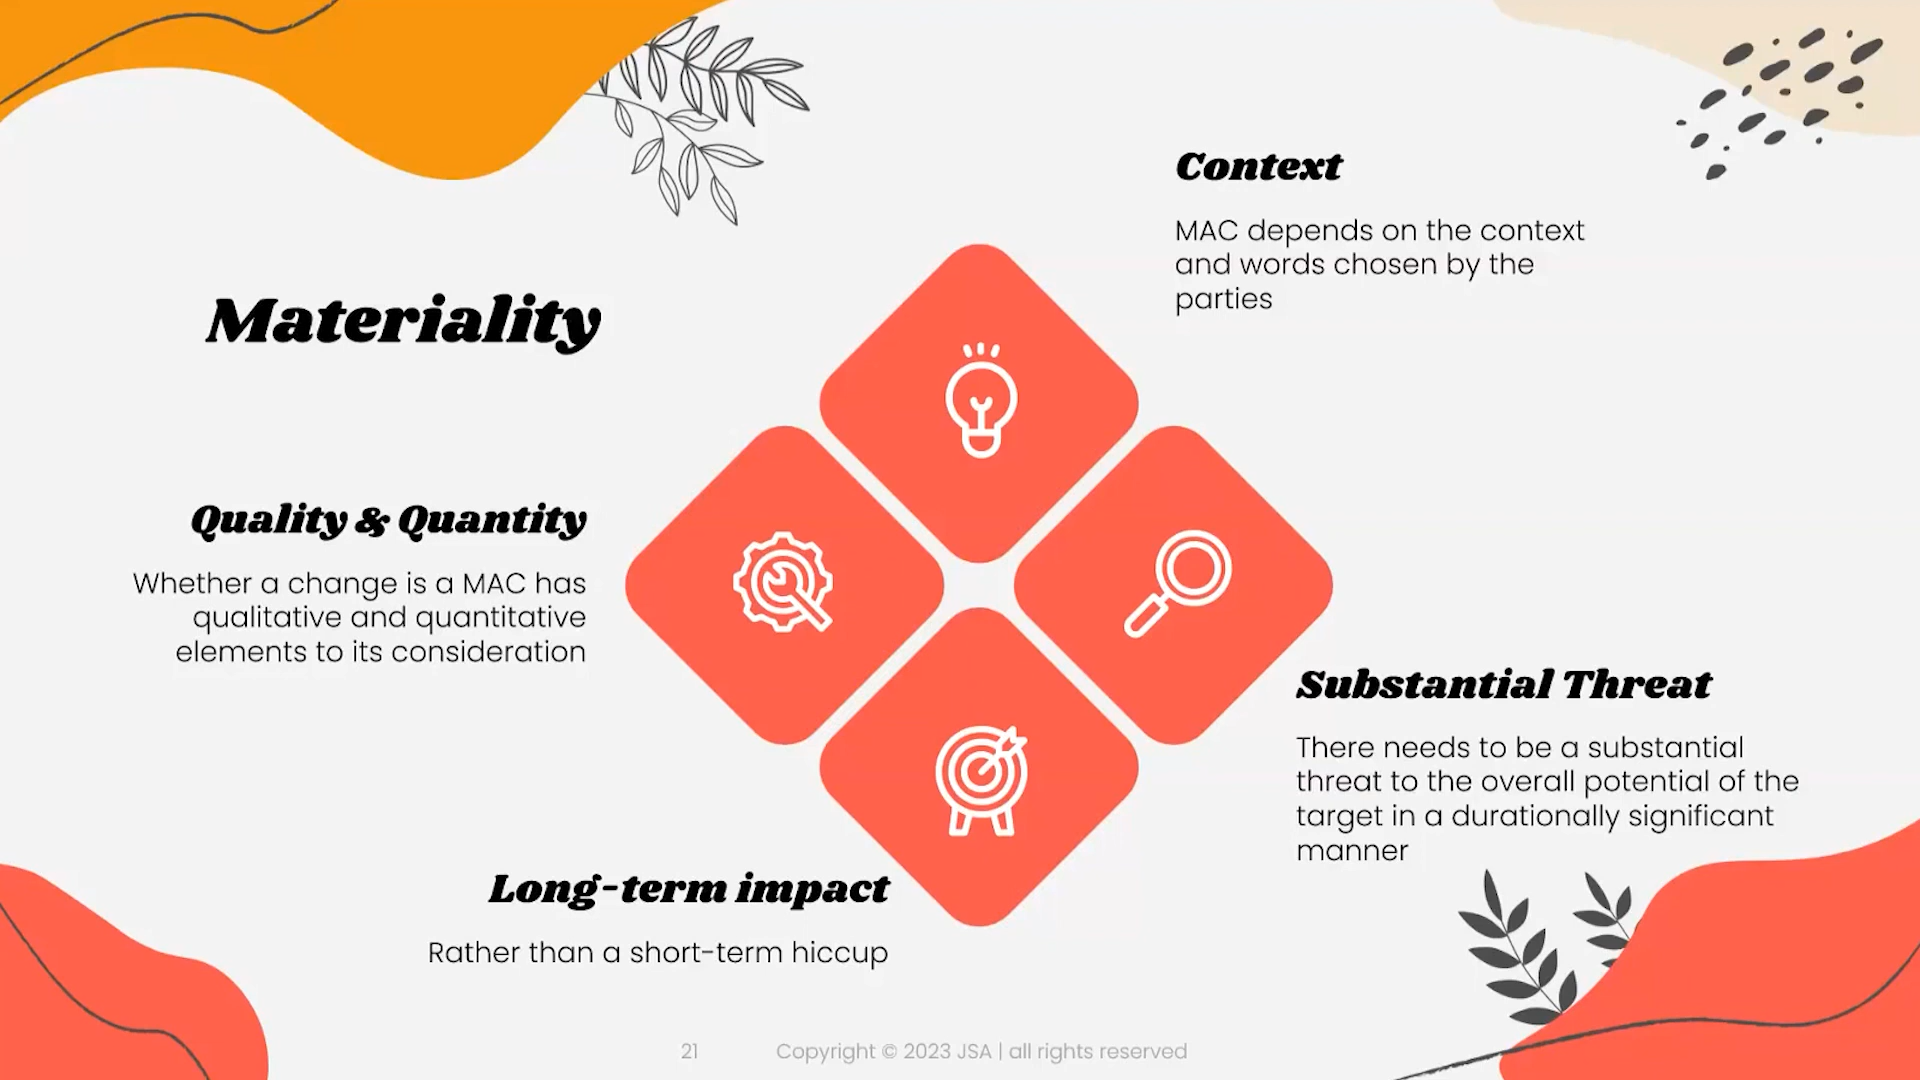 Materiality
Context
MAC depends on the context
and words chosen by the
parties
Quality & Quantity
Whether a change is a MAC has
qualitative and quantitative
elements to its consideration
Substantial Threat
There needs to be a substantial
threat to the overall potential of the
target in a durationally significant
manner
Long-term impact
Rather than a short-term hiccup
21
Copyright © 2023 JSA | all rights reserved